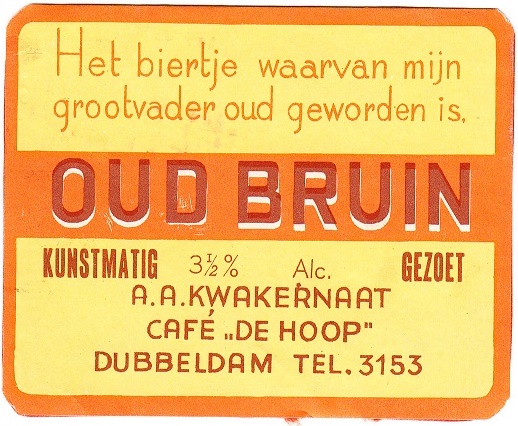 Het biertje waarvan mijn
grootvader oud geworden is.
OUD BRUIN
KUNSTMATIG 3½% Alc. GEZOET
A.A. KWAKERNAAT
CAFÉ „DE HOOP"
DUBBELDAM TEL. 3153